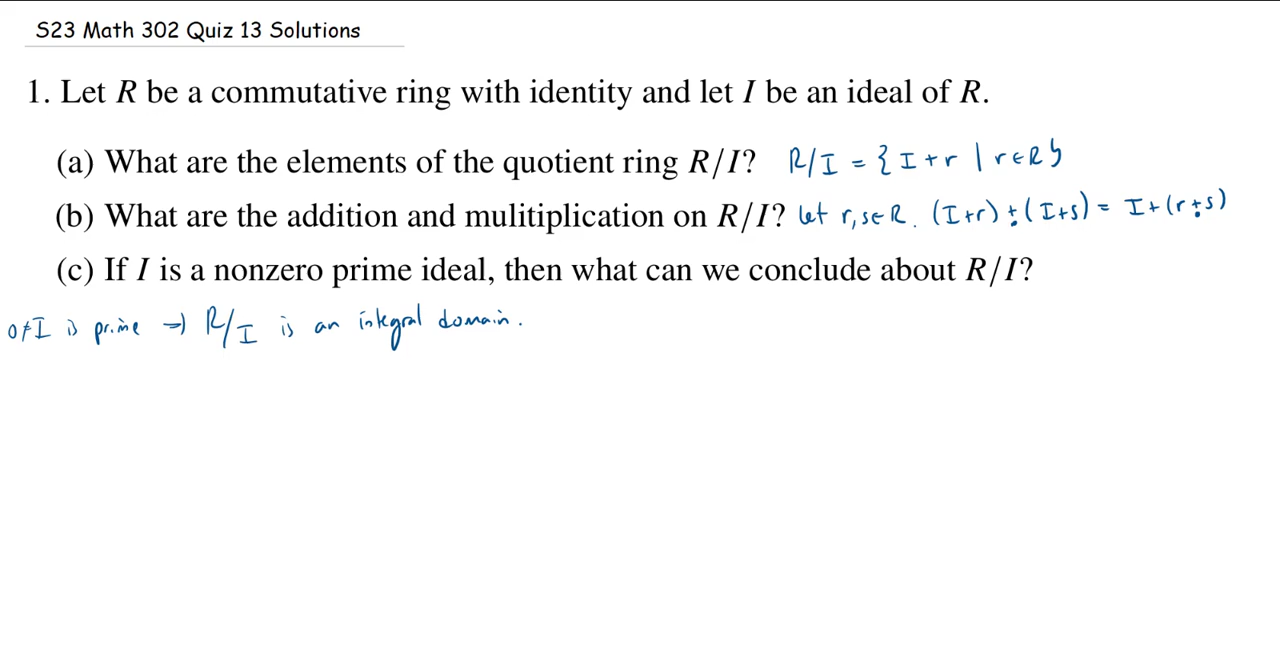 S23 Math 302 Quiz 13 Solutions
1. Let R be a commutative ring with identity and let I be an ideal of R.
(a) What are the elements of the quotient ring R/I? R/I = { I + r | r ∈ R }
(b) What are the addition and mulitiplication on R/I? let r, s ∈ R. (I+r) +̣ (I+s) = I + (r +̣ s)
(c) If I is a nonzero prime ideal, then what can we conclude about R/I?
0 ≠ I is prime ⇒ R/I is an integral domain.